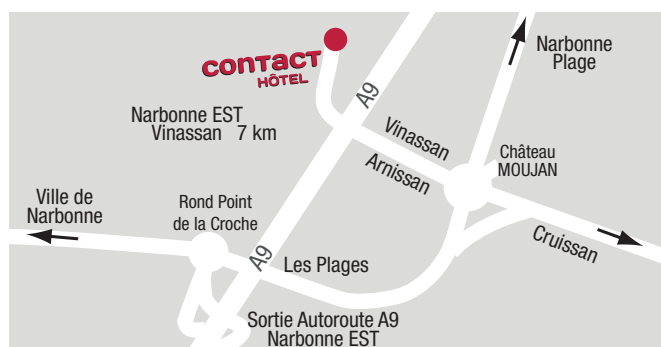 CONTACT
HÔTEL
Narbonne
Plage
A9
Narbonne EST
Vinassan 7 km
Vinassan
Arnissan
Château
MOUJAN
Ville de
Narbonne
Rond Point
de la Croche
Cruissan
A9
Les Plages
Sortie Autoroute A9
Narbonne EST